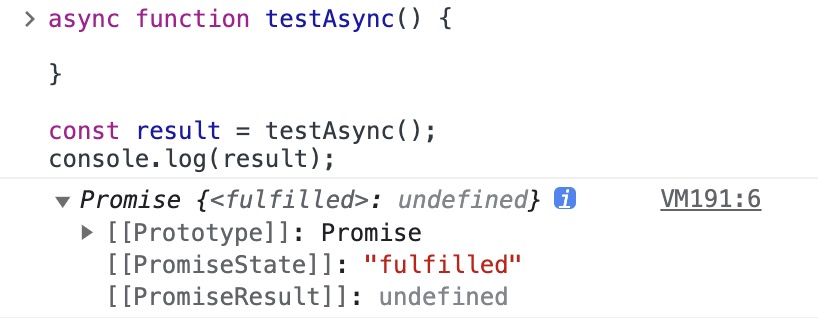 > async function testAsync() {
}
const result = testAsync();
console.log(result);
▼ Promise {<fulfilled>: undefined} i VM191:6
▶ [[Prototype]]: Promise
[[PromiseState]]: "fulfilled"
[[PromiseResult]]: undefined